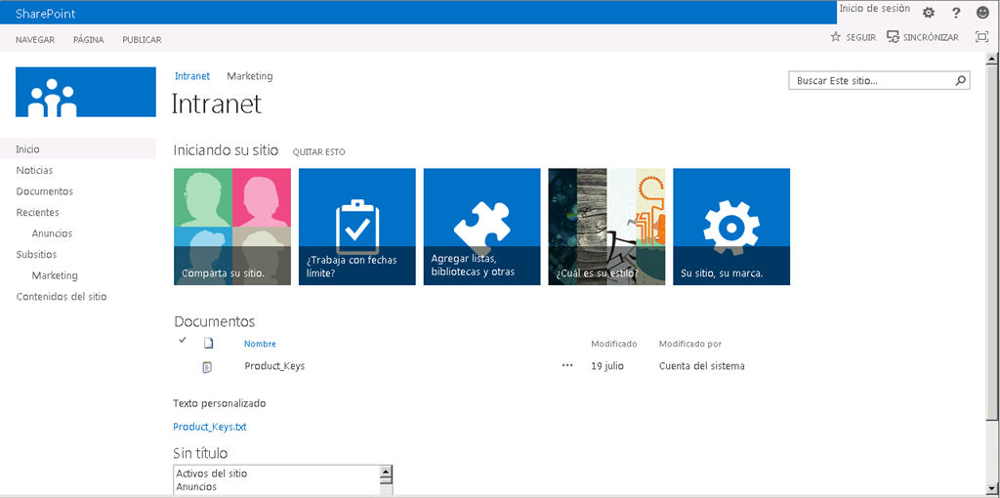 SharePoint
Inicio de sesión
?
NAVEGAR PÁGINA PUBLICAR
SEGUIR SINCRONIZAR
Intranet Marketing
Buscar Este sitio...
Intranet
Inicio
Noticias
Documentos
Recientes
Anuncios
Subsitios
Marketing
Contenidos del sitio
Iniciando su sitio QUITAR ESTO
Comparta su sitio.
¿Trabaja con fechas
límite?
Agregar listas,
bibliotecas y otras
¿Cuál es su estilo?
Su sitio, su marca.
Documentos
Nombre Modificado Modificado por
Product_Keys ... 19 julio Cuenta del sistema
Texto personalizado
Product_Keys.txt
Sin título
Activos del sitio
Anuncios